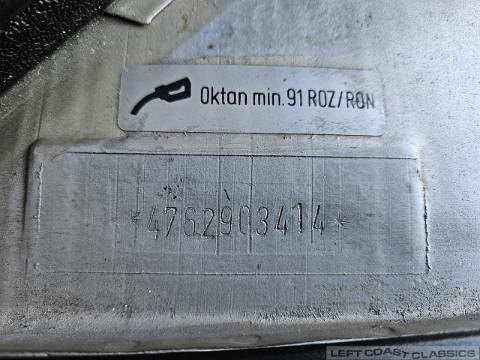 Oktan min. 91 ROZ/RON
*4762903414*
LEFT COAST CLASSICS